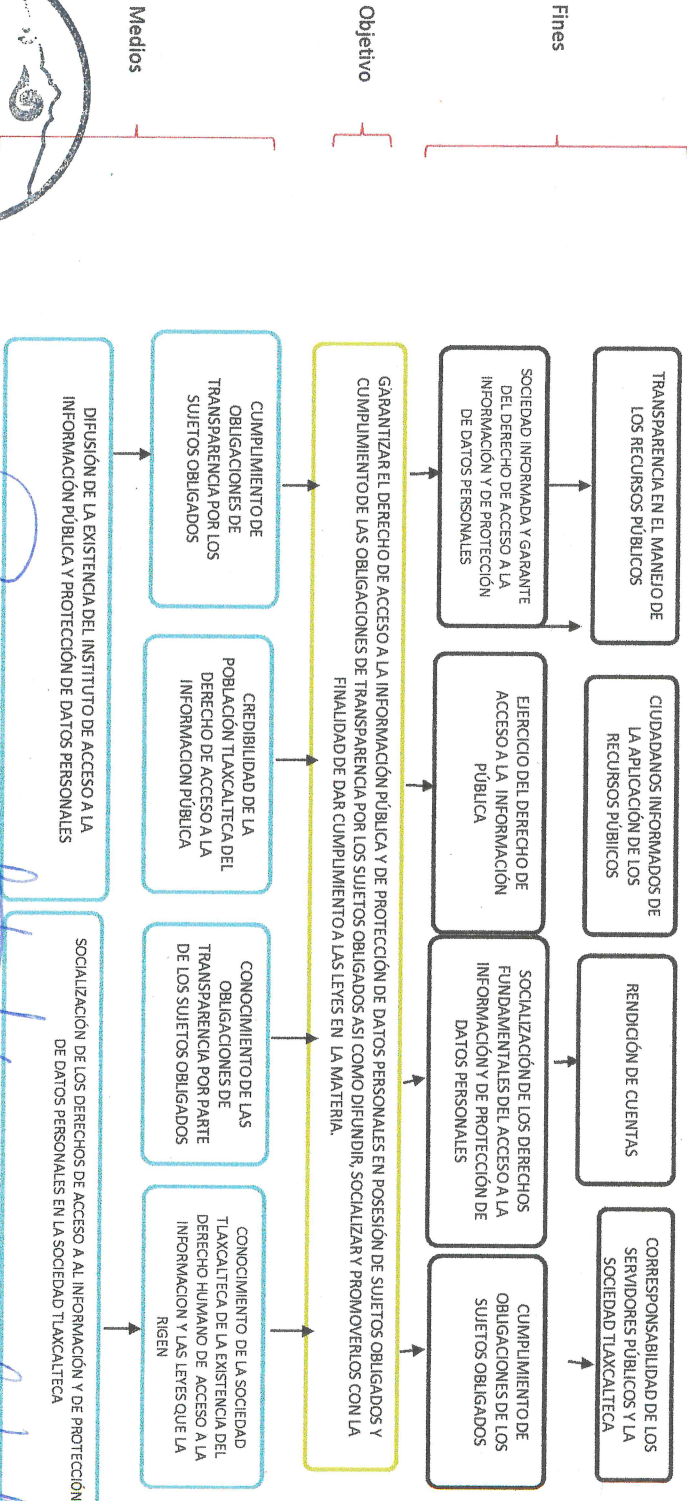 Fines
TRANSPARENCIA EN EL MANEJO DE
LOS RECURSOS PÚBLICOS
CIUDADANOS INFORMADOS DE
LA APLICACIÓN DE LOS
RECURSOS PÚBIICOS
RENDICIÓN DE CUENTAS
CORRESPONSABILIDAD DE LOS
SERVIDORES PÚBLICOS Y LA
SOCIEDAD TLAXCALTECA
SOCIEDAD INFORMADA Y GARANTE
DEL DERECHO DE ACCESO A LA
INFORMACIÓN Y DE PROTECCIÓN
DE DATOS PERSONALES
EJERCICIO DEL DERECHO DE
ACCESO A LA INFORMACIÓN
PÚBLICA
SOCIALIZACIÓN DE LOS DERECHOS
FUNDAMENTALES DEL ACCESO A LA
INFORMACIÓN Y DE PROTECCIÓN DE
DATOS PERSONALES
CUMPLIMIENTO DE
OBLIGACIONES DE LOS
SUJETOS OBLIGADOS
Objetivo
GARANTIZAR EL DERECHO DE ACCESO A LA INFORMACIÓN PÚBLICA Y DE PROTECCIÓN DE DATOS PERSONALES EN POSESIÓN DE SUJETOS OBLIGADOS Y
CUMPLIMIENTO DE LAS OBLIGACIONES DE TRANSPARENCIA POR LOS SUJETOS OBLIGADOS ASI COMO DIFUNDIR, SOCIALIZAR Y PROMOVERLOS CON LA
FINALIDAD DE DAR CUMPLIMIENTO A LAS LEYES EN LA MATERIA.
Medios
CUMPLIMIENTO DE
OBLIGACIONES DE
TRANSPARENCIA POR LOS
SUJETOS OBLIGADOS
CREDIBILIDAD DE LA
POBLACIÓN TLAXCALTECA DEL
DERECHO DE ACCESO A LA
INFORMACION PÚBLICA
CONOCIMIENTO DE LAS
OBLIGACIONES DE
TRANSPARENCIA POR PARTE
DE LOS SUJETOS OBLIGADOS
CONOCIMIENTO DE LA SOCIEDAD
TLAXCALTECA DE LA EXISTENCIA DEL
DERECHO HUMANO DE ACCESO A LA
INFORMACION Y LAS LEYES QUE LA
RIGEN
DIFUSIÓN DE LA EXISTENCIA DEL INSTITUTO DE ACCESO A LA
INFORMACIÓN PÚBLICA Y PROTECCIÓN DE DATOS PERSONALES
SOCIALIZACIÓN DE LOS DERECHOS DE ACCESO A AL INFORMACIÓN Y DE PROTECCIÓN
DE DATOS PERSONALES EN LA SOCIEDAD TLAXCALTECA